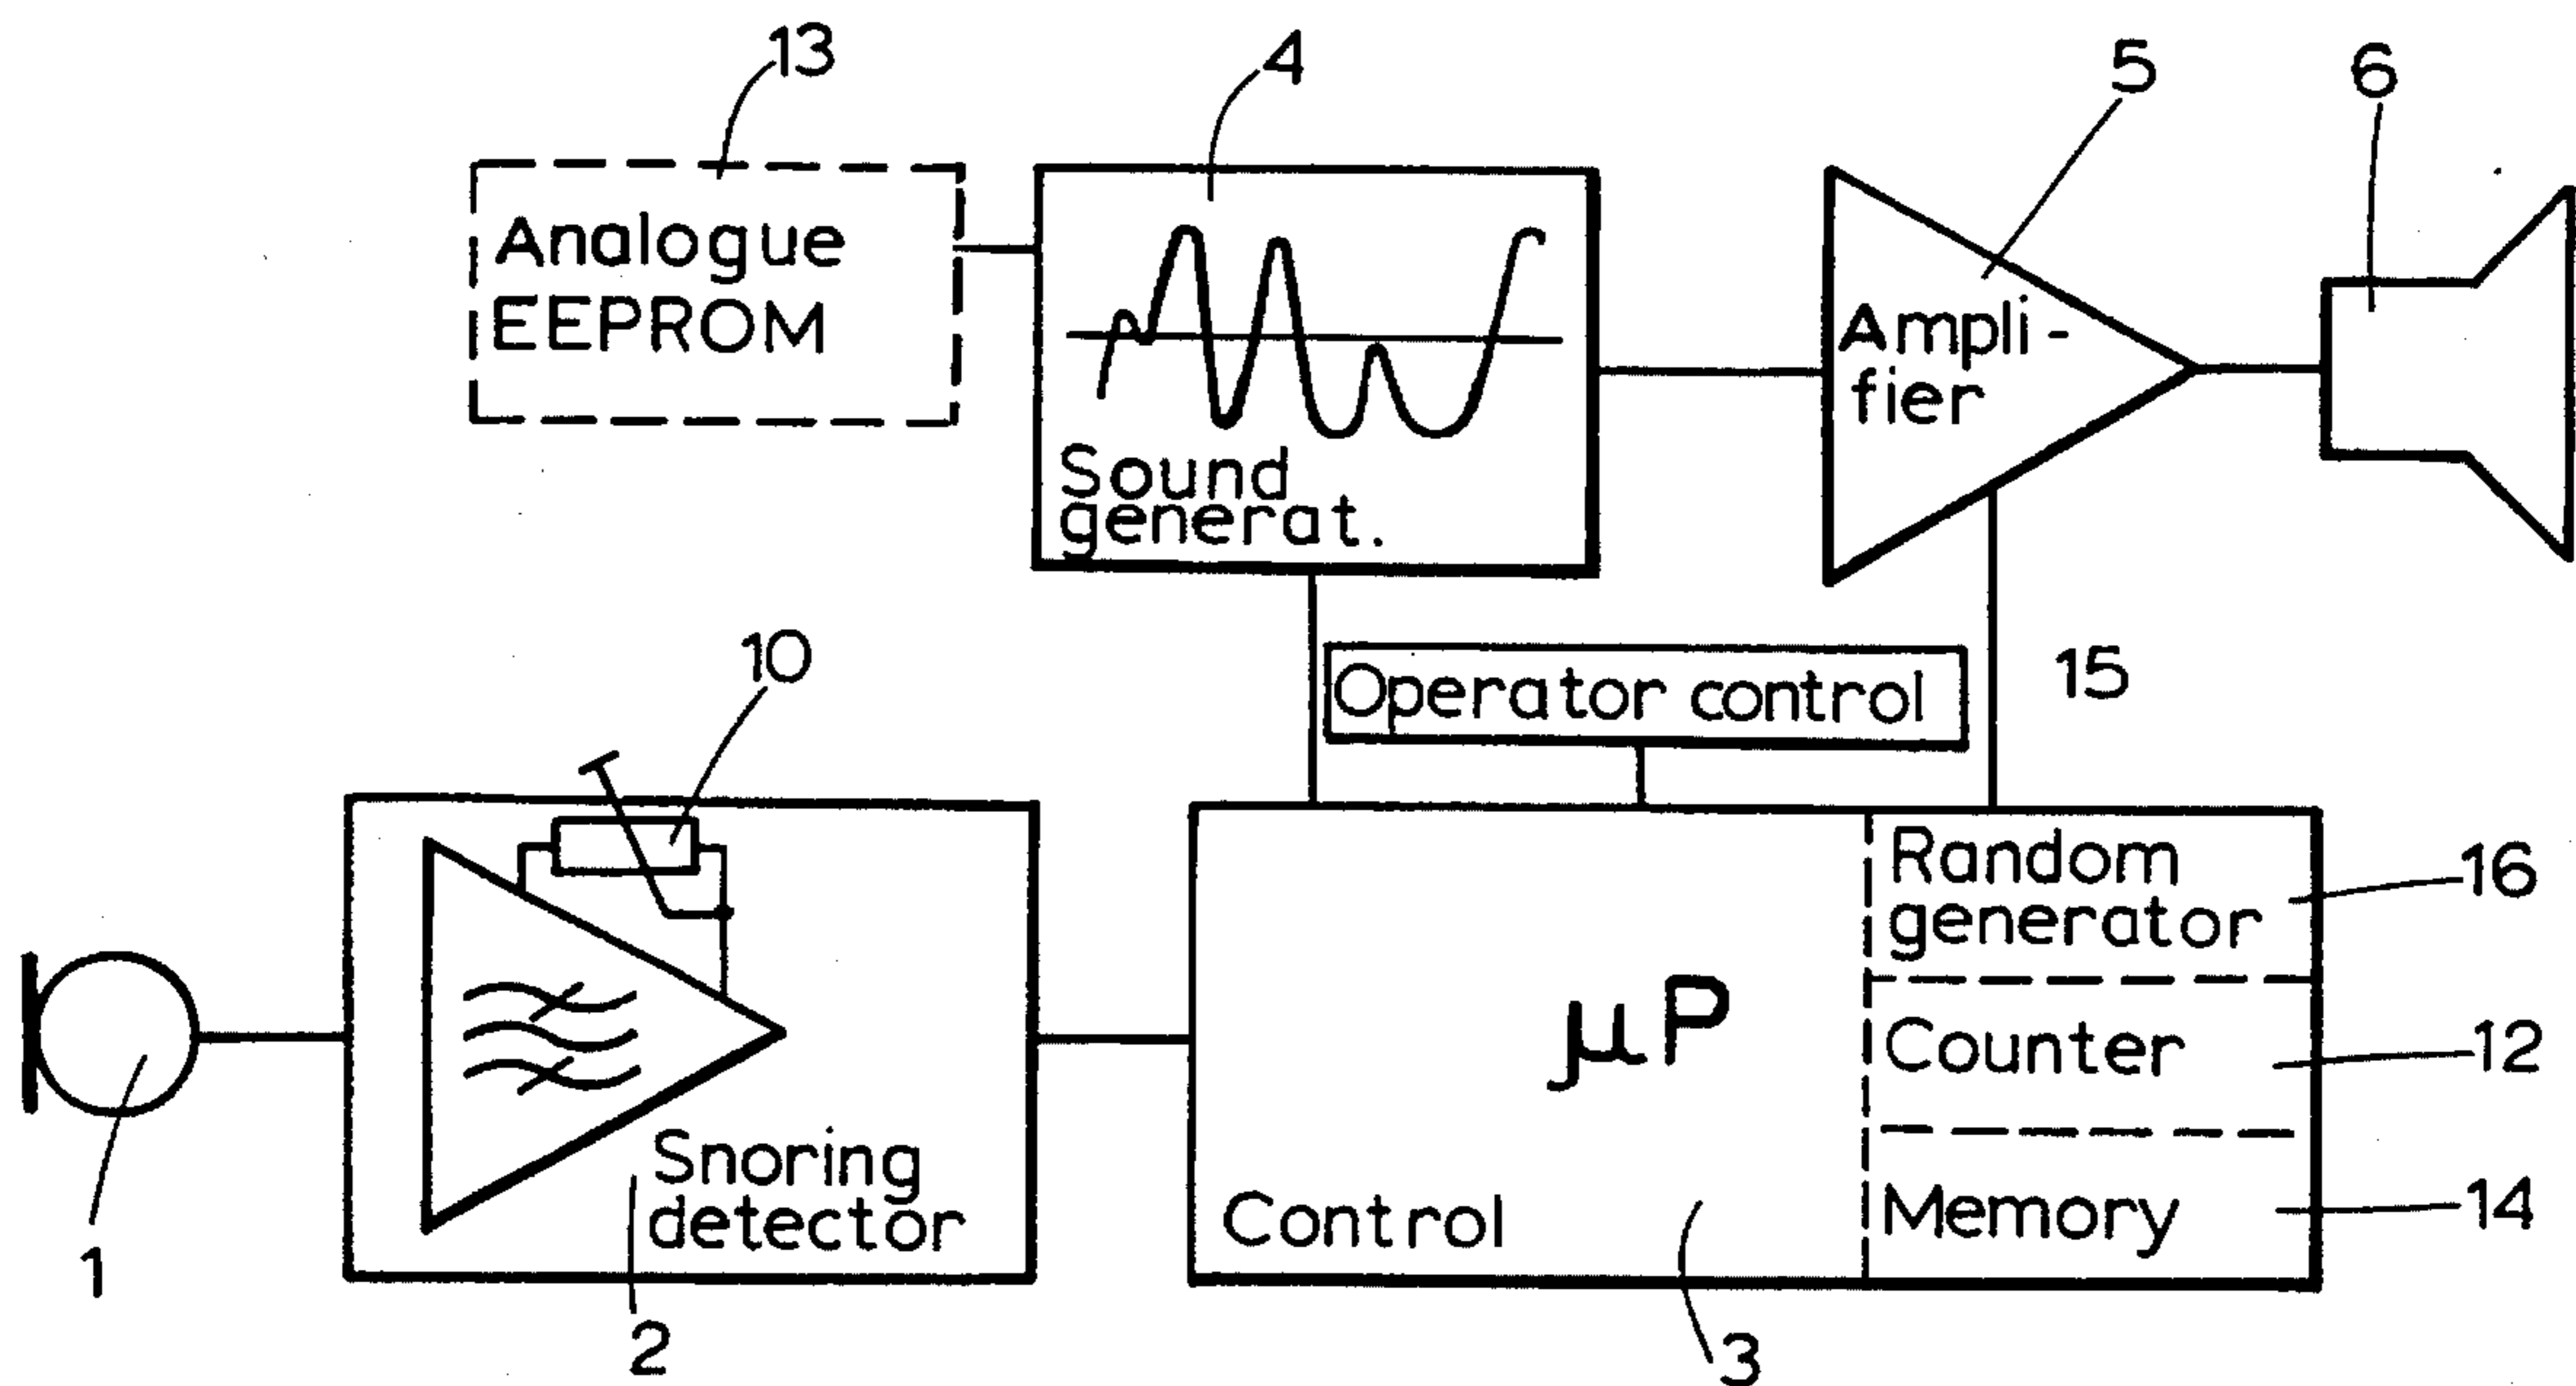 13
4
5
6
Analogue
EEPROM
Ampli-
fier
Sound
generat.
10
Operator control
15
Random
generator
16
μP
Counter
12
Snoring
detector
Control
Memory
14
1
2
3